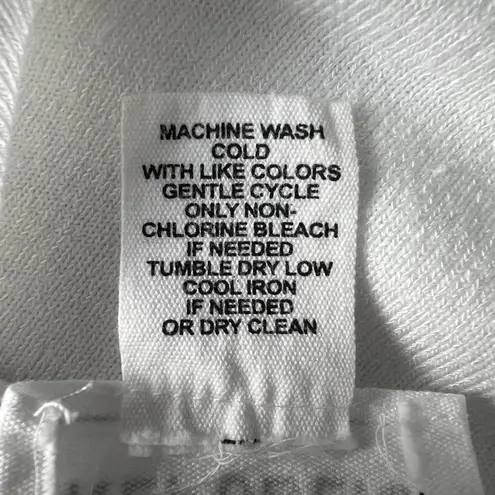 MACHINE WASH
COLD
WITH LIKE COLORS
GENTLE CYCLE
ONLY NON-
CHLORINE BLEACH
IF NEEDED
TUMBLE DRY LOW
COOL IRON
IF NEEDED
OR DRY CLEAN